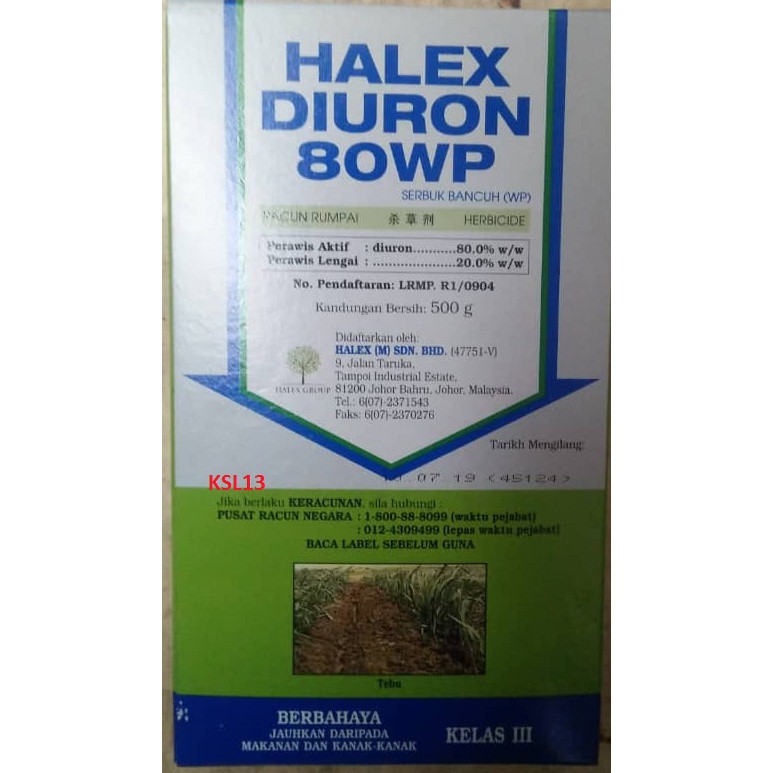 HALEX
DIURON
80WP
SERBUK BANCUH (WP)
RACUN RUMPAI 杀草剂 HERBICIDE
Perawis Aktif : diuron...........80.0% w/w
Perawis Lengai : .....................20.0% w/w
No. Pendaftaran: LRMP. R1/0904
Kandungan Bersih: 500 g
HALEX GROUP
Didaftarkan oleh:
HALEX (M) SDN. BHD. (47751-V)
9, Jalan Taruka,
Tampoi Industrial Estate,
81200 Johor Bahru, Johor, Malaysia.
Tel.: 6(07)-2371543
Faks: 6(07)-2370276
Tarikh Mengilang:
.07.19 <45124>
KSL13
Jika berlaku KERACUNAN, sila hubungi :
PUSAT RACUN NEGARA : 1-800-88-8099 (waktu pejabat)
: 012-4309499 (lepas waktu pejabat)
BACA LABEL SEBELUM GUNA
Tebu
BERBAHAYA
JAUHKAN DARIPADA
MAKANAN DAN KANAK-KANAK
KELAS III